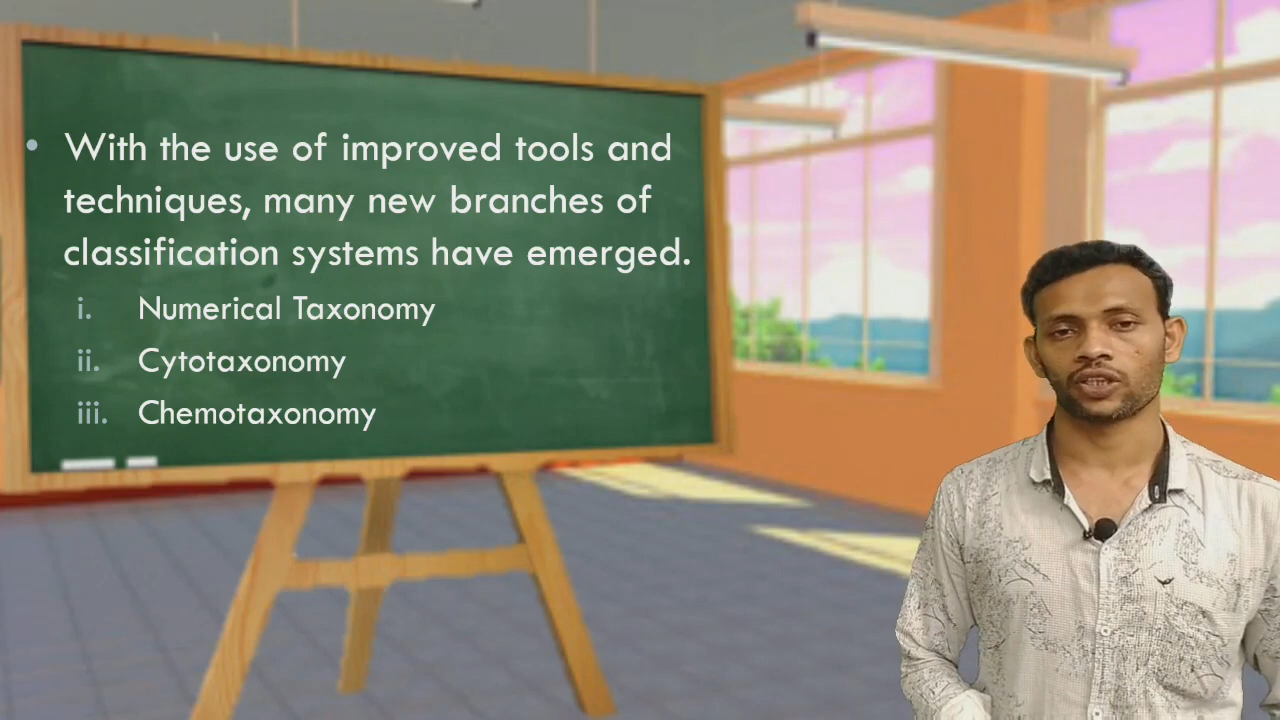 • With the use of improved tools and
techniques, many new branches of
classification systems have emerged.
i. Numerical Taxonomy
ii. Cytotaxonomy
iii. Chemotaxonomy